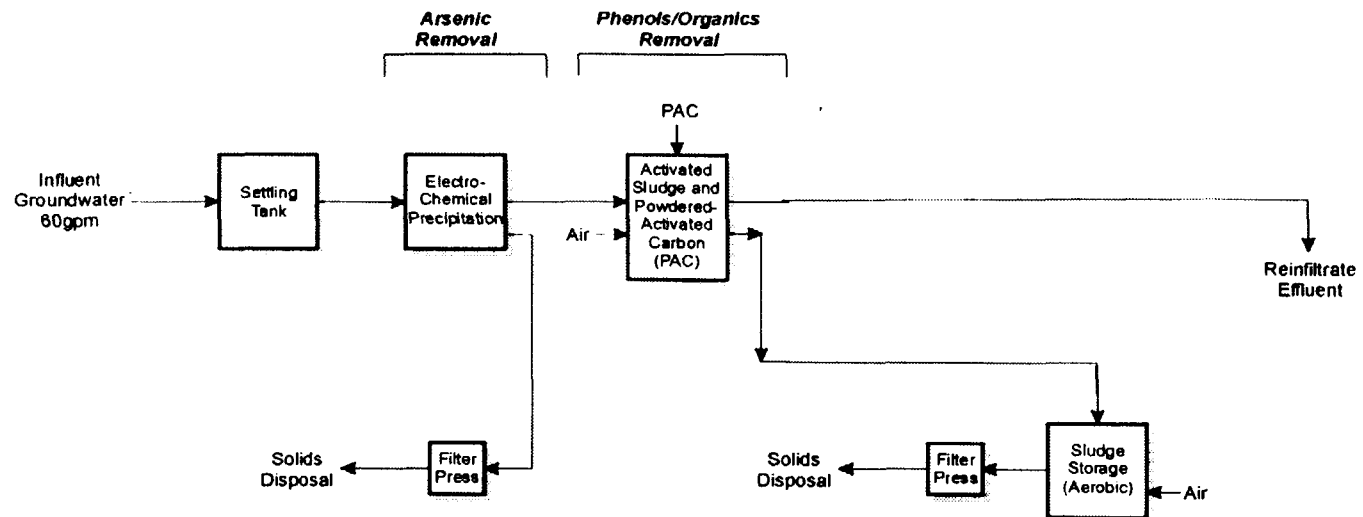 Arsenic
Removal
Phenols/Organics
Removal
PAC
Influent
Groundwater
60gpm
Settling
Tank
Electro-
Chemical
Precipitation
Air
Activated
Sludge and
Powdered-
Activated
Carbon
(PAC)
Reinfiltrate
Effluent
Solids
Disposal
Filter
Press
Solids
Disposal
Filter
Press
Sludge
Storage
(Aerobic)
Air